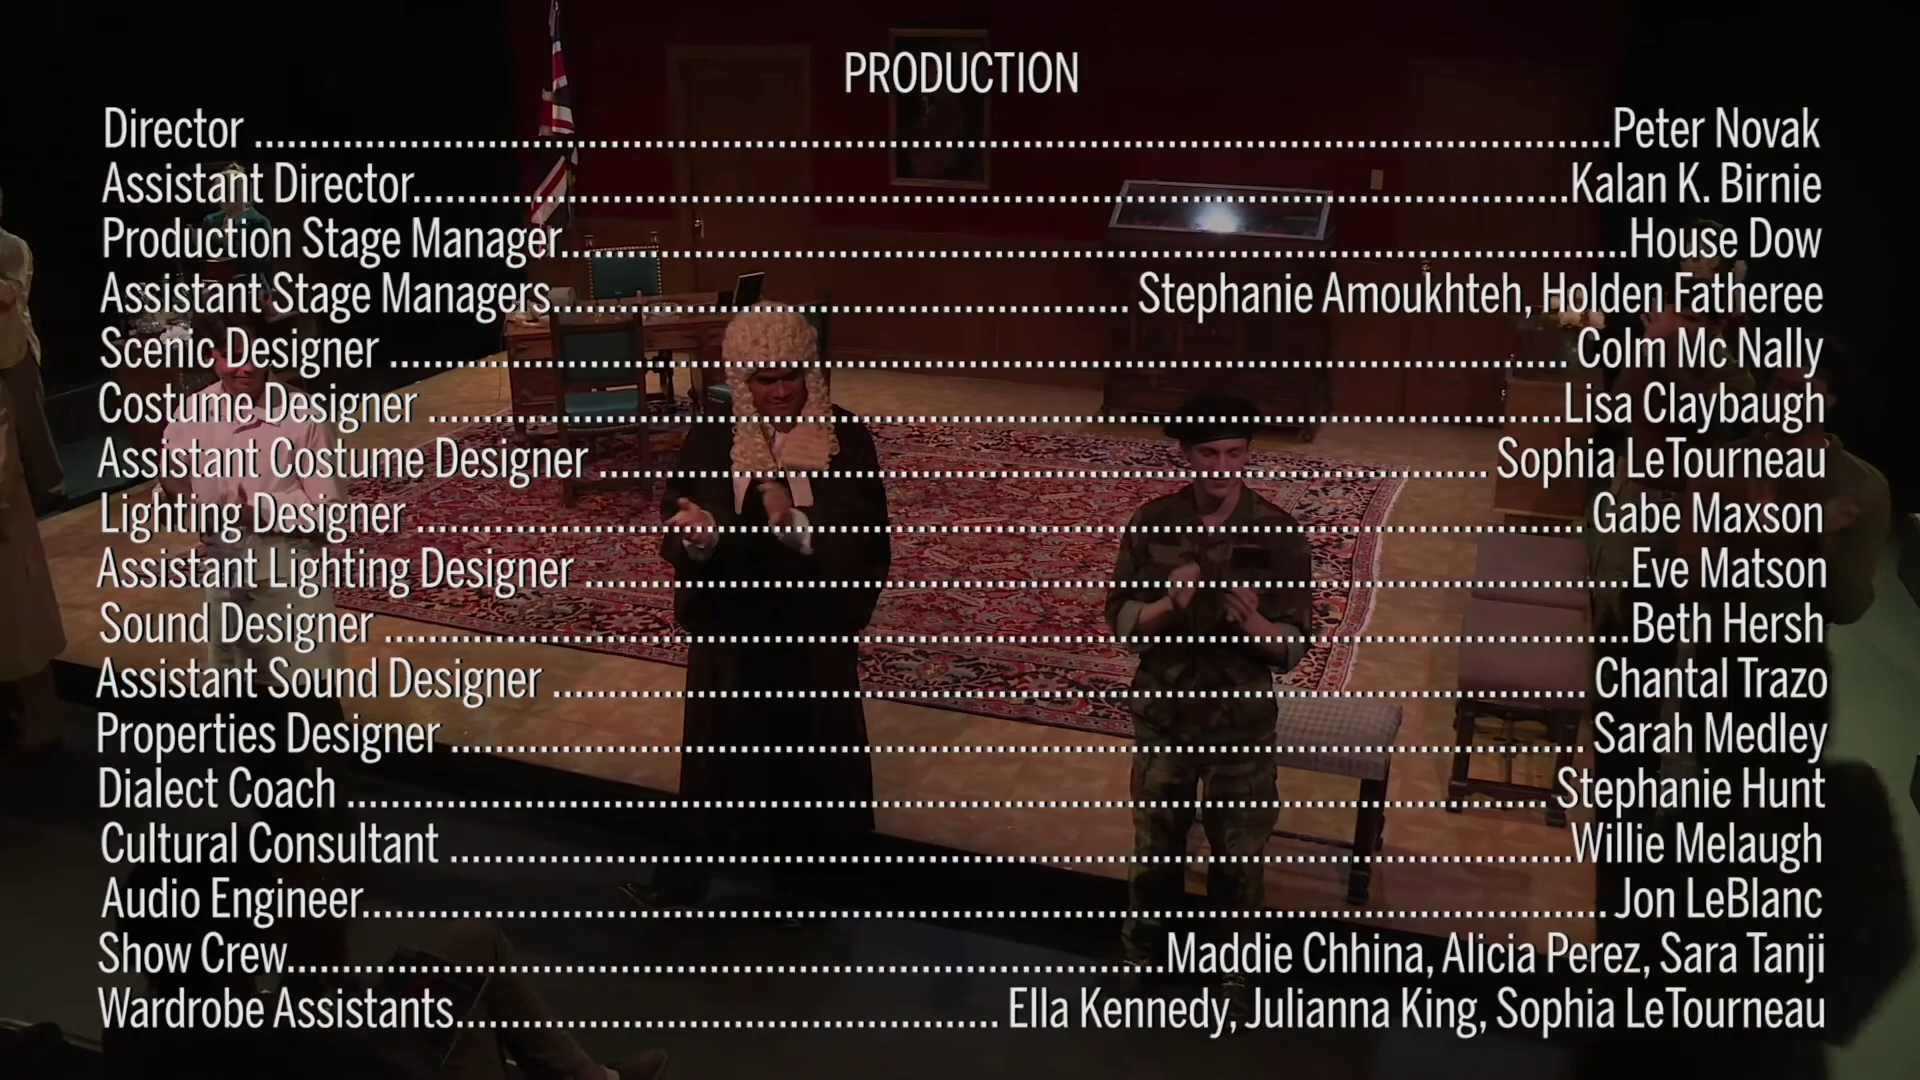 PRODUCTION
Director ........................................................Peter Novak
Assistant Director........................................................Kalan K. Birnie
Production Stage Manager........................................................House Dow
Assistant Stage Managers........................................................ Stephanie Amoukhteh, Holden Fatheree
Scenic Designer ........................................................ Colm Mc Nally
Costume Designer ........................................................Lisa Claybaugh
Assistant Costume Designer ........................................................ Sophia LeTourneau
Lighting Designer ........................................................ Gabe Maxson
Assistant Lighting Designer ........................................................Eve Matson
Sound Designer ........................................................Beth Hersh
Assistant Sound Designer ........................................................ Chantal Trazo
Properties Designer ........................................................ Sarah Medley
Dialect Coach ........................................................ Stephanie Hunt
Cultural Consultant ........................................................Willie Melaugh
Audio Engineer........................................................ Jon LeBlanc
Show Crew........................................................Maddie Chhina, Alicia Perez, Sara Tanji
Wardrobe Assistants........................................................ Ella Kennedy, Julianna King, Sophia LeTourneau